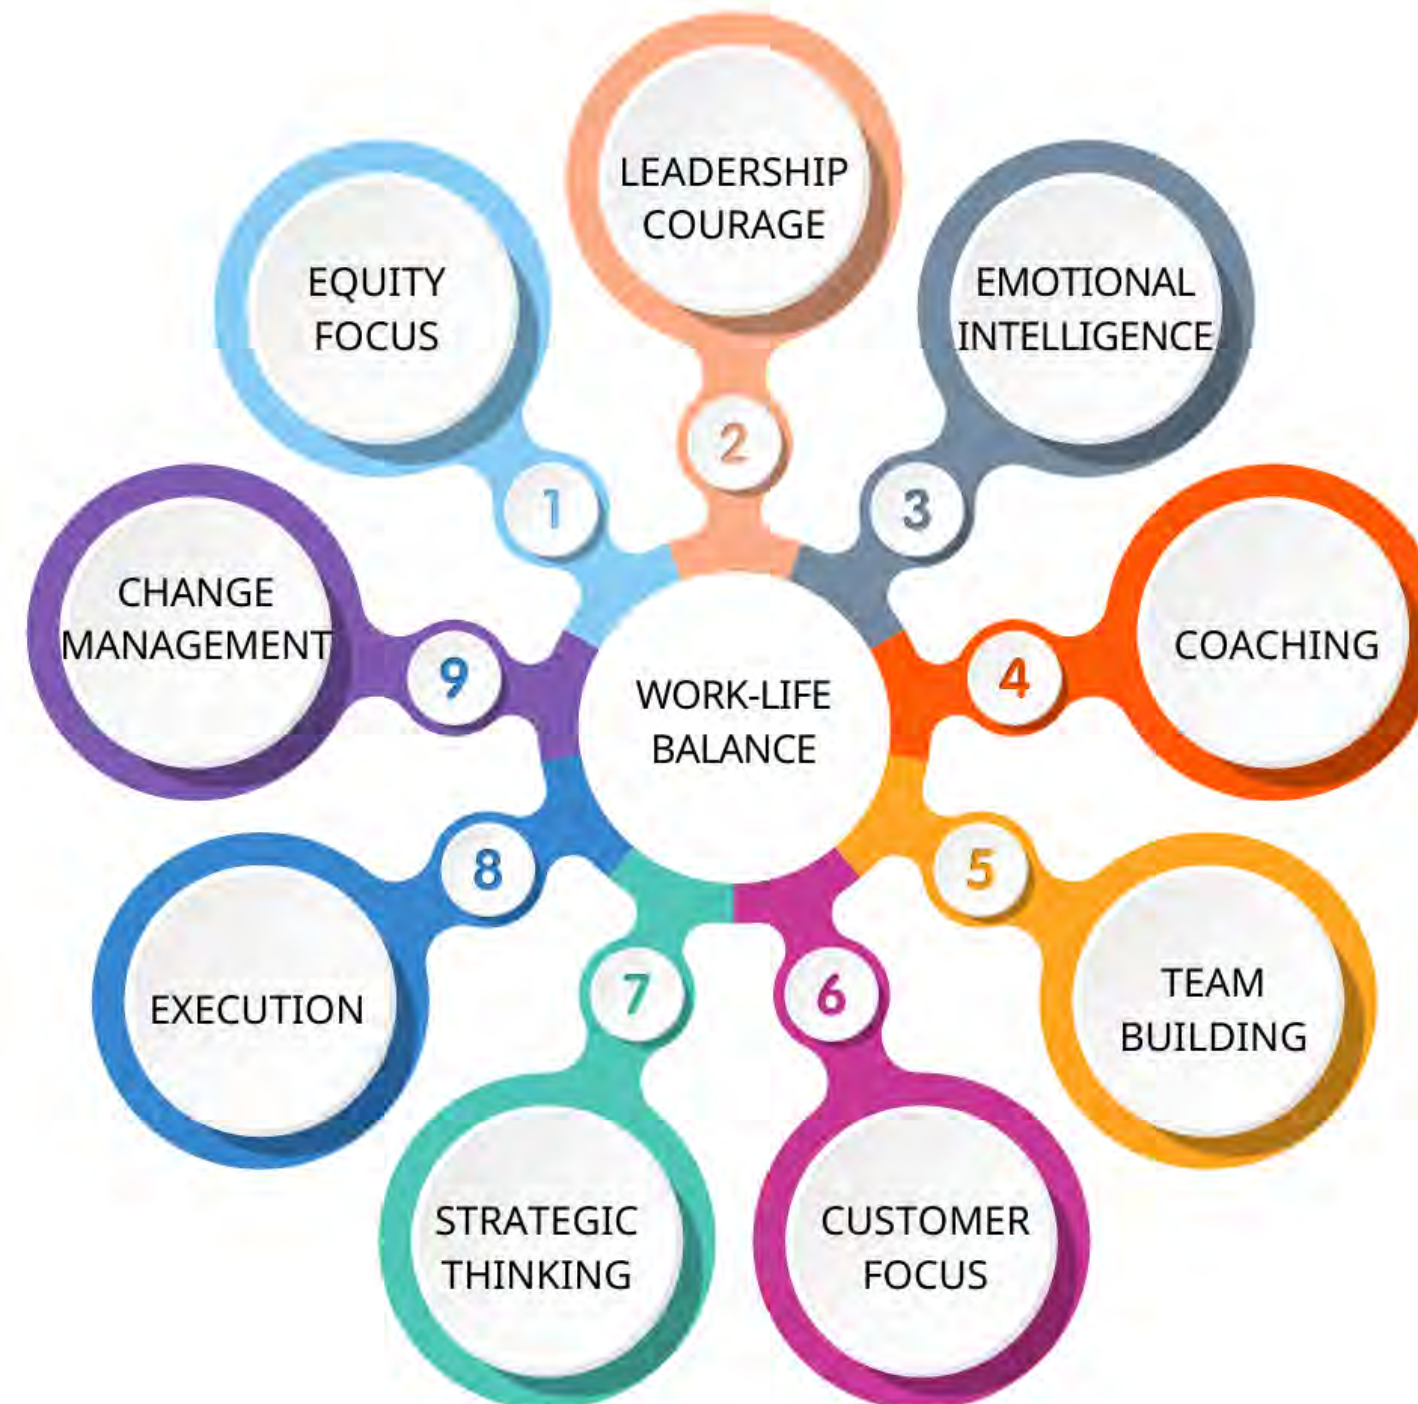 EQUITY
FOCUS
1
LEADERSHIP
COURAGE
2
EMOTIONAL
INTELLIGENCE
3
COACHING
4
TEAM
BUILDING
5
CUSTOMER
FOCUS
6
STRATEGIC
THINKING
7
EXECUTION
8
CHANGE
MANAGEMENT
9
WORK-LIFE
BALANCE